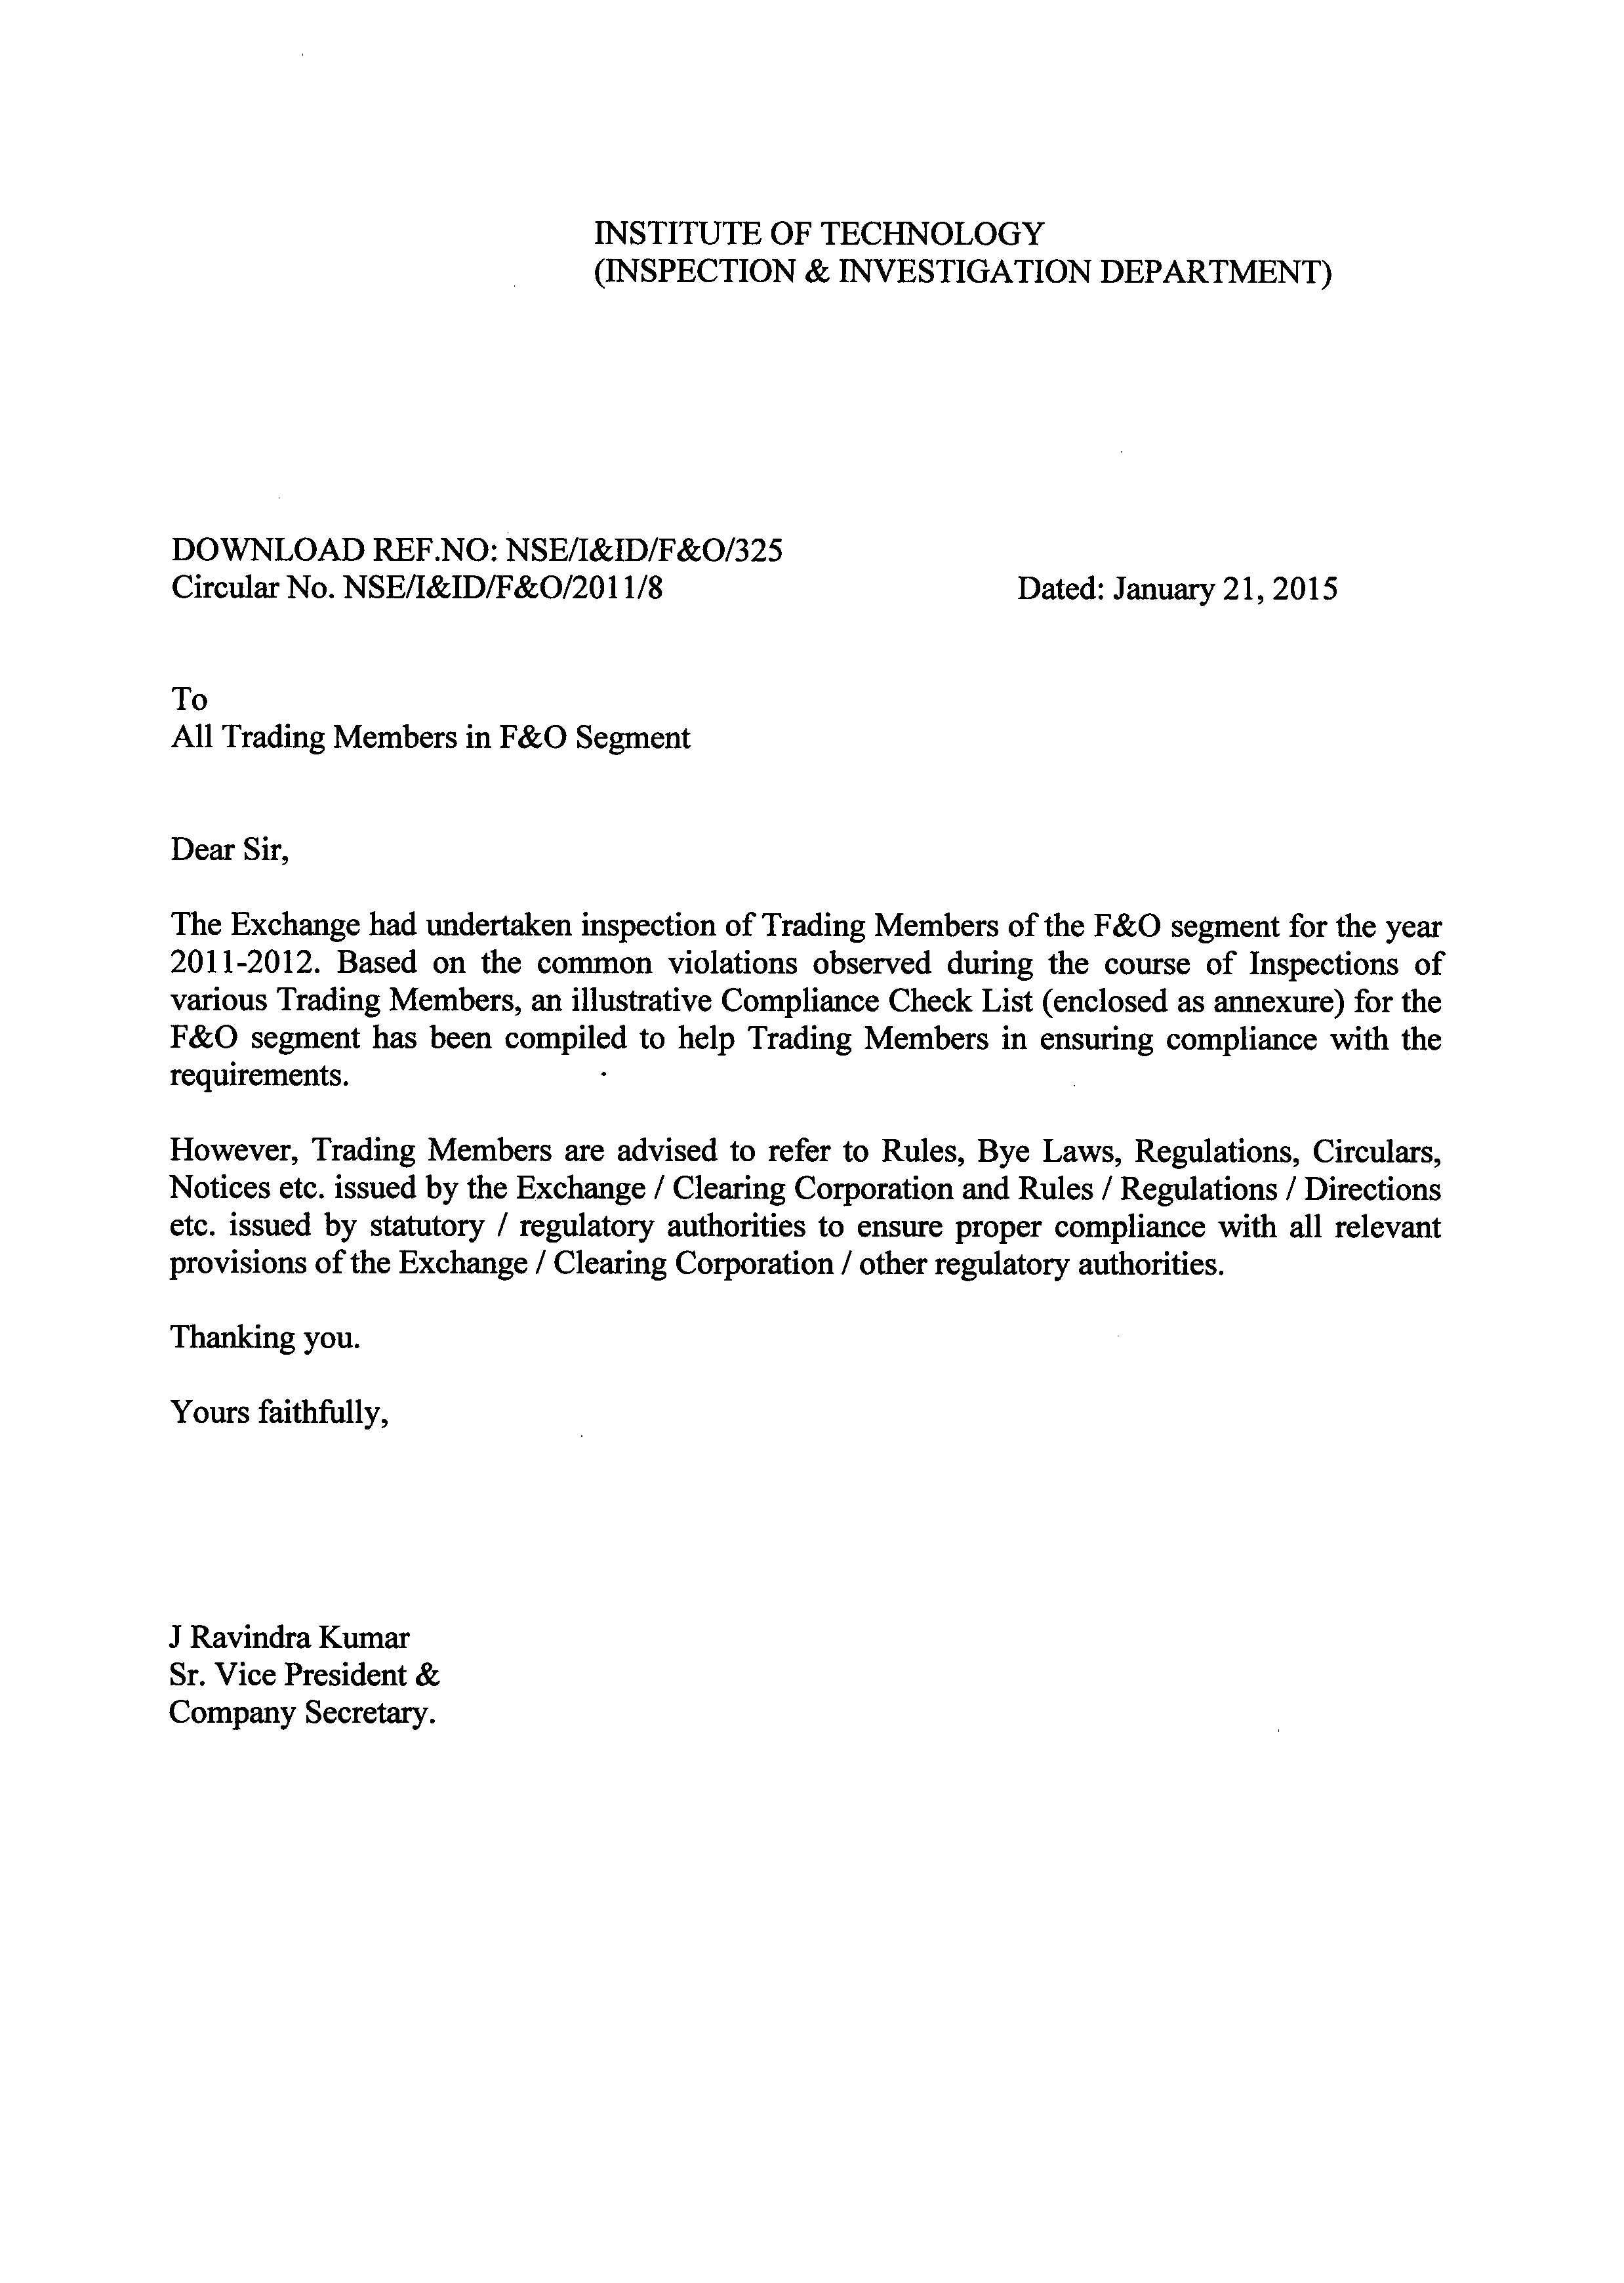 INSTITUTE OF TECHNOLOGY
(INSPECTION & INVESTIGATION DEPARTMENT)
DOWNLOAD REF.NO: NSE/I&ID/F&O/325
Circular No. NSE/I&ID/F&O/2011/8 Dated: January 21, 2015
To
All Trading Members in F&O Segment
Dear Sir,
The Exchange had undertaken inspection of Trading Members of the F&O segment for the year
2011-2012. Based on the common violations observed during the course of Inspections of
various Trading Members, an illustrative Compliance Check List (enclosed as annexure) for the
F&O segment has been compiled to help Trading Members in ensuring compliance with the
requirements.
However, Trading Members are advised to refer to Rules, Bye Laws, Regulations, Circulars,
Notices etc. issued by the Exchange / Clearing Corporation and Rules / Regulations / Directions
etc. issued by statutory / regulatory authorities to ensure proper compliance with all relevant
provisions of the Exchange / Clearing Corporation / other regulatory authorities.
Thanking you.
Yours faithfully,
J Ravindra Kumar
Sr. Vice President &
Company Secretary.